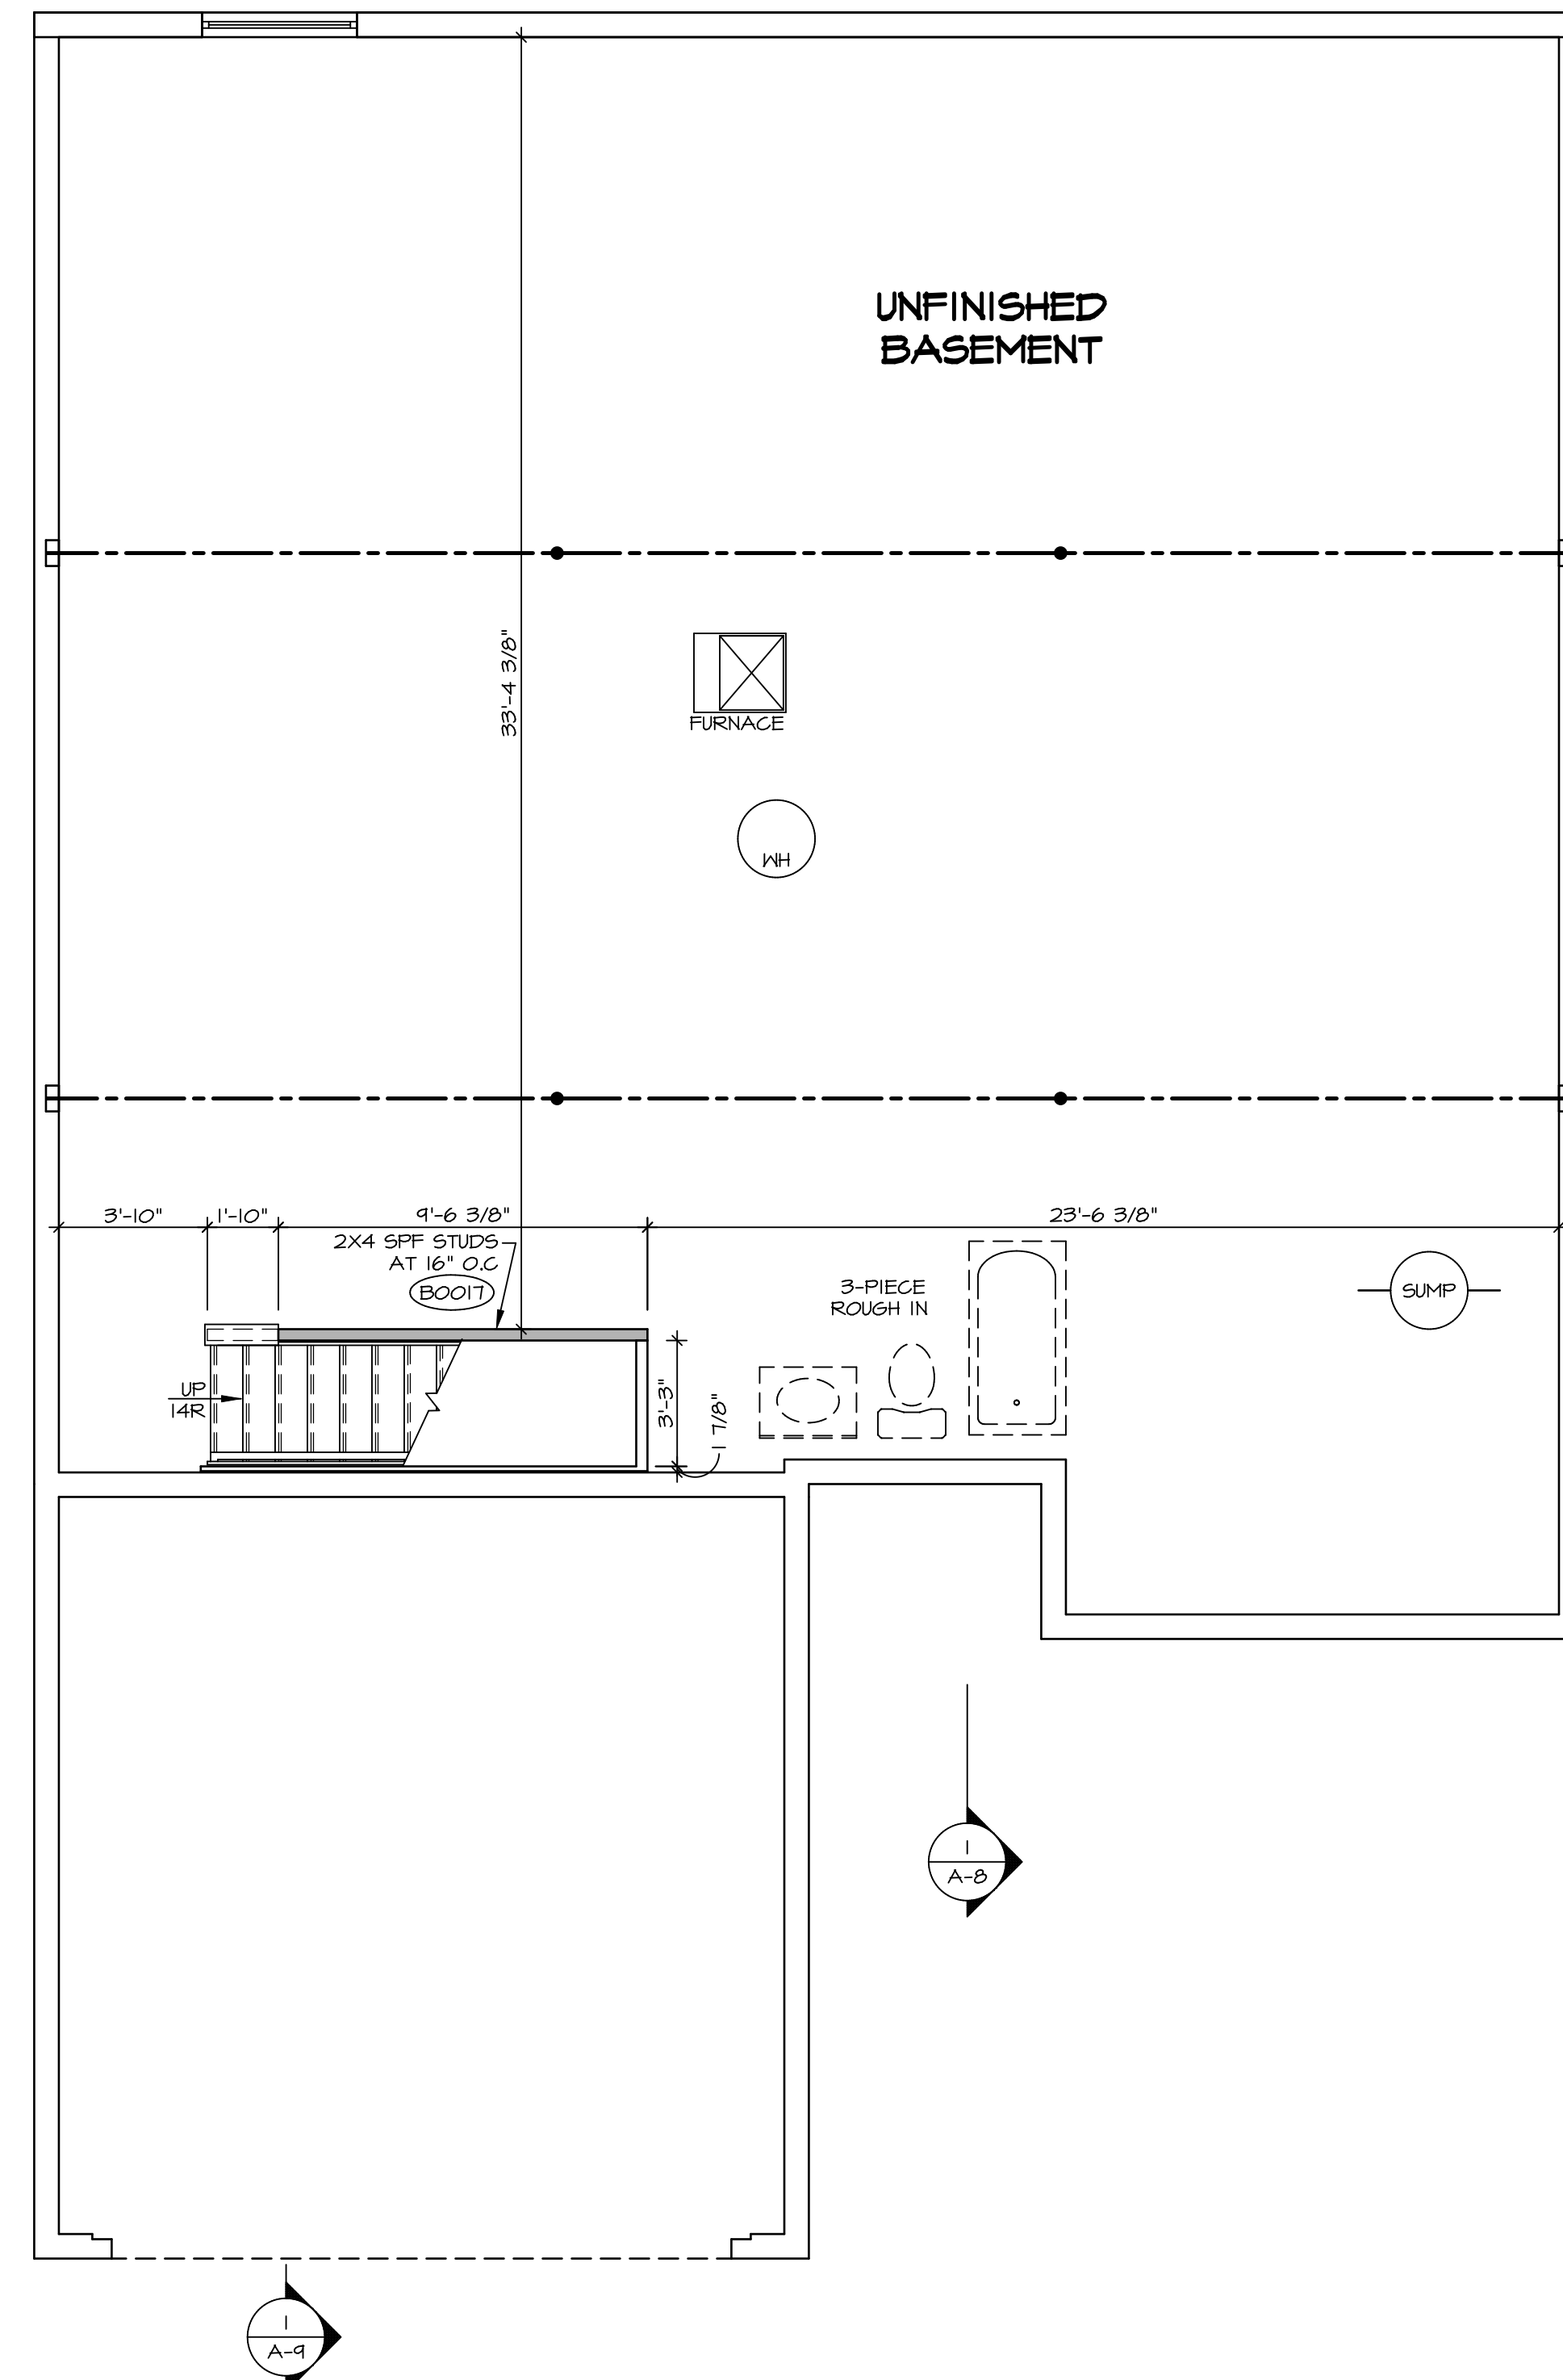 UNFINISHED
BASEMENT
33'-4 3/8"
FURNACE
WH
3'-10"
1'-10"
9'-6 3/8"
23'-6 3/8"
2X4 SPF STUDS
AT 16" O.C
B0017
3-PIECE
ROUGH IN
SUMP
UP
14R
3'-3"
1 7/8"
1
A-8
1
A-9